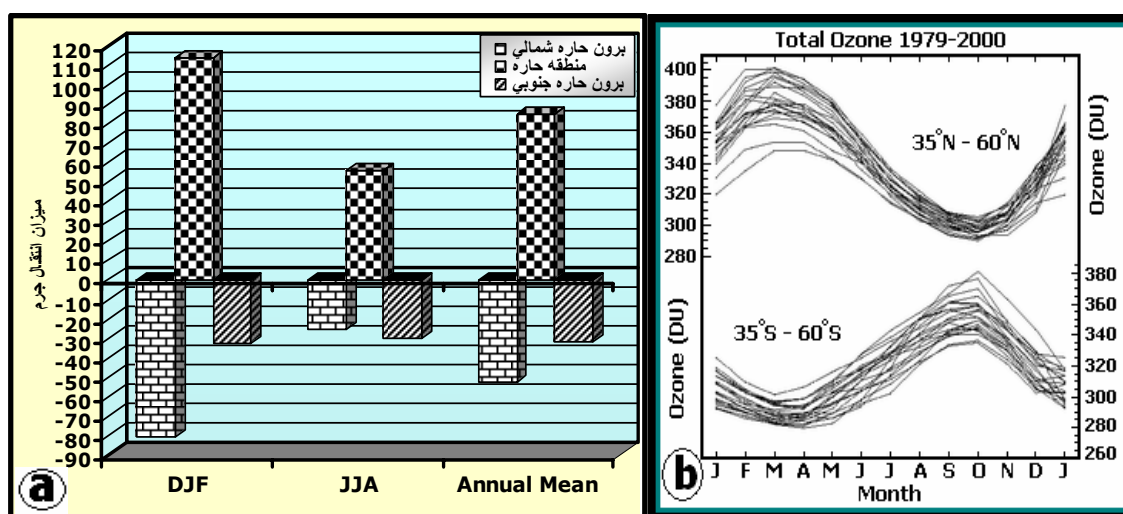 برون حاره شمالي
منطقه حاره
برون حاره جنوبي
ميزان انتقال جرم
120
110
100
90
80
70
60
50
40
30
20
10
0
-10
-20
-30
-40
-50
-60
-70
-80
-90
DJF JJA Annual Mean
a
Total Ozone 1979-2000
400
380
360
340
320
300
280
35°N - 60°N
Ozone (DU)
35°S - 60°S
Ozone (DU)
380
360
340
320
300
280
260
J F M A M J J A S O N D J
Month
b